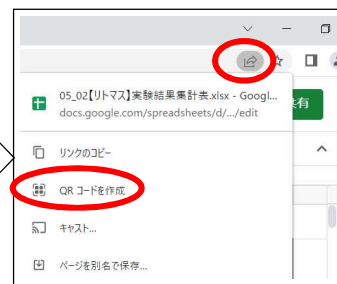 05_02【リトマス】実験結果集計表.xlsx - Googl...
docs.google.com/spreadsheets/d/.../edit
有
リンクのコピー
QR コードを作成
キャスト...
ページを別名で保存...